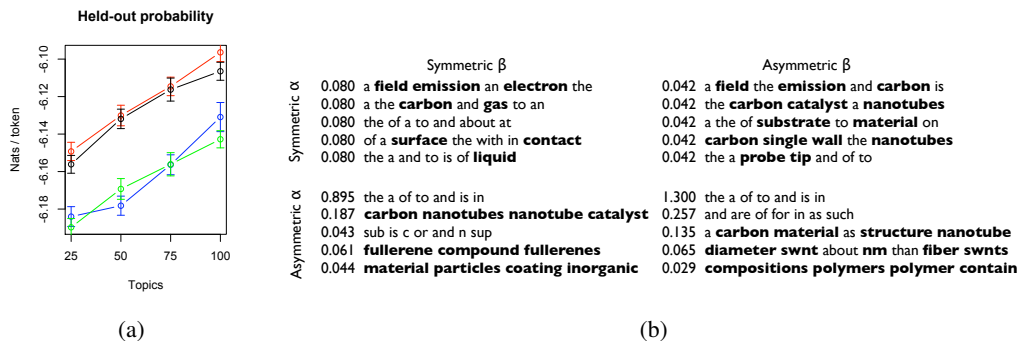 Held-out probability
Nats / token
-6.10
-6.12
-6.14
-6.16
-6.18
25 50 75 100
Topics
(a)
Symmetric β
Asymmetric β
Symmetric α
0.080 a field emission an electron the
0.080 a the carbon and gas to an
0.080 the of a to and about at
0.080 of a surface the with in contact
0.080 the a and to is of liquid
0.042 a field the emission and carbon is
0.042 the carbon catalyst a nanotubes
0.042 a the of substrate to material on
0.042 carbon single wall the nanotubes
0.042 the a probe tip and of to
Asymmetric α
0.895 the a of to and is in
0.187 carbon nanotubes nanotube catalyst
0.043 sub is c or and n sup
0.061 fullerene compound fullerenes
0.044 material particles coating inorganic
1.300 the a of to and is in
0.257 and are of for in as such
0.135 a carbon material as structure nanotube
0.065 diameter swnt about nm than fiber swnts
0.029 compositions polymers polymer contain
(b)